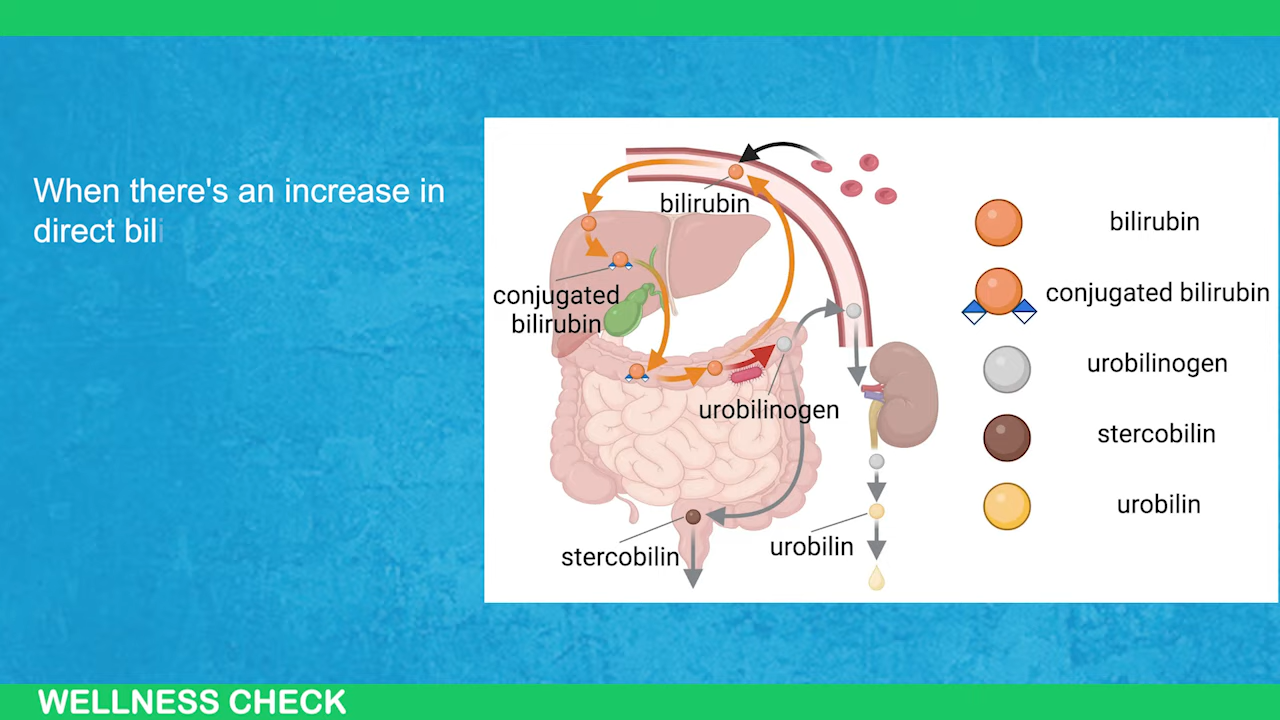 When there's an increase in
direct bili
bilirubin
conjugated
bilirubin
urobilinogen
stercobilin
urobilin
bilirubin
conjugated bilirubin
urobilinogen
stercobilin
urobilin
WELLNESS CHECK